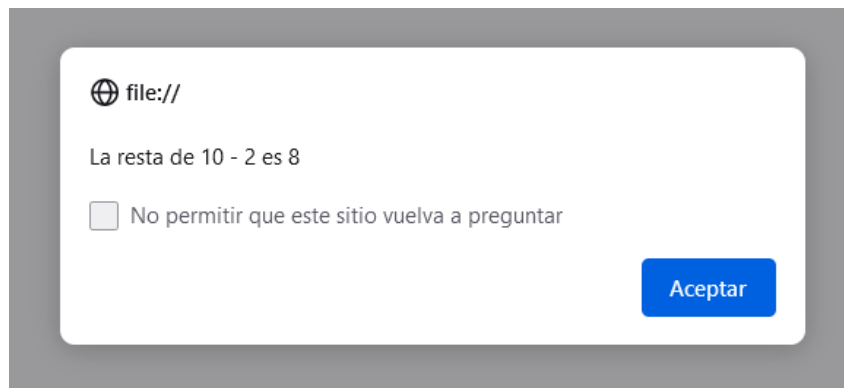 file://
La resta de 10 - 2 es 8
No permitir que este sitio vuelva a preguntar
Aceptar